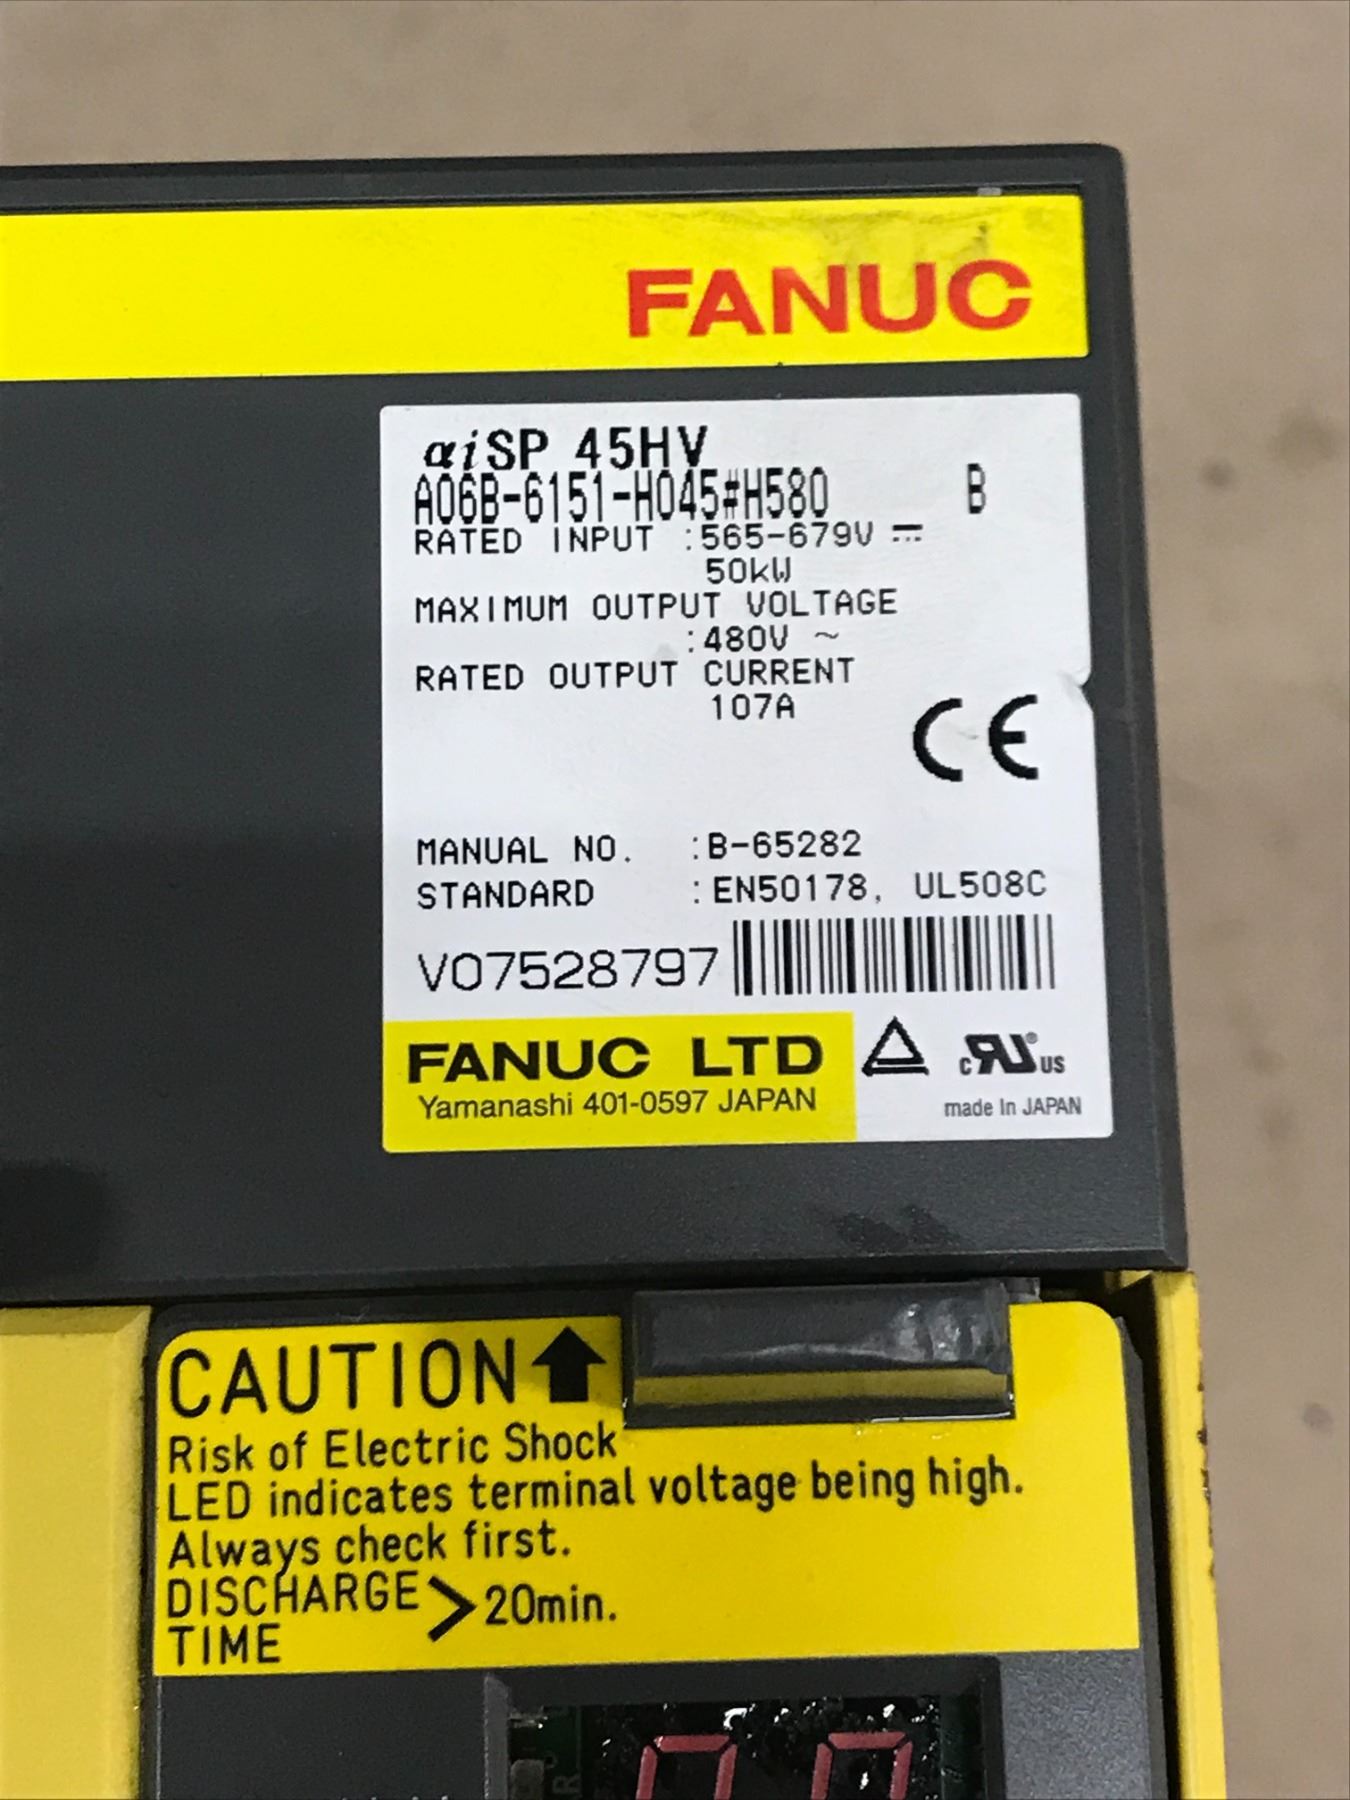 FANUC
αiSP 45HV
A06B-6151-H045#H580 B
RATED INPUT :565-679V ⎓
50kW
MAXIMUM OUTPUT VOLTAGE
:480V ~
RATED OUTPUT CURRENT
107A
CE
MANUAL NO. :B-65282
STANDARD :EN50178, UL508C
V07528797
FANUC LTD
Yamanashi 401-0597 JAPAN
c RU ® US
made In JAPAN
CAUTION
Risk of Electric Shock
LED indicates terminal voltage being high.
Always check first.
DISCHARGE > 20min.
TIME
R